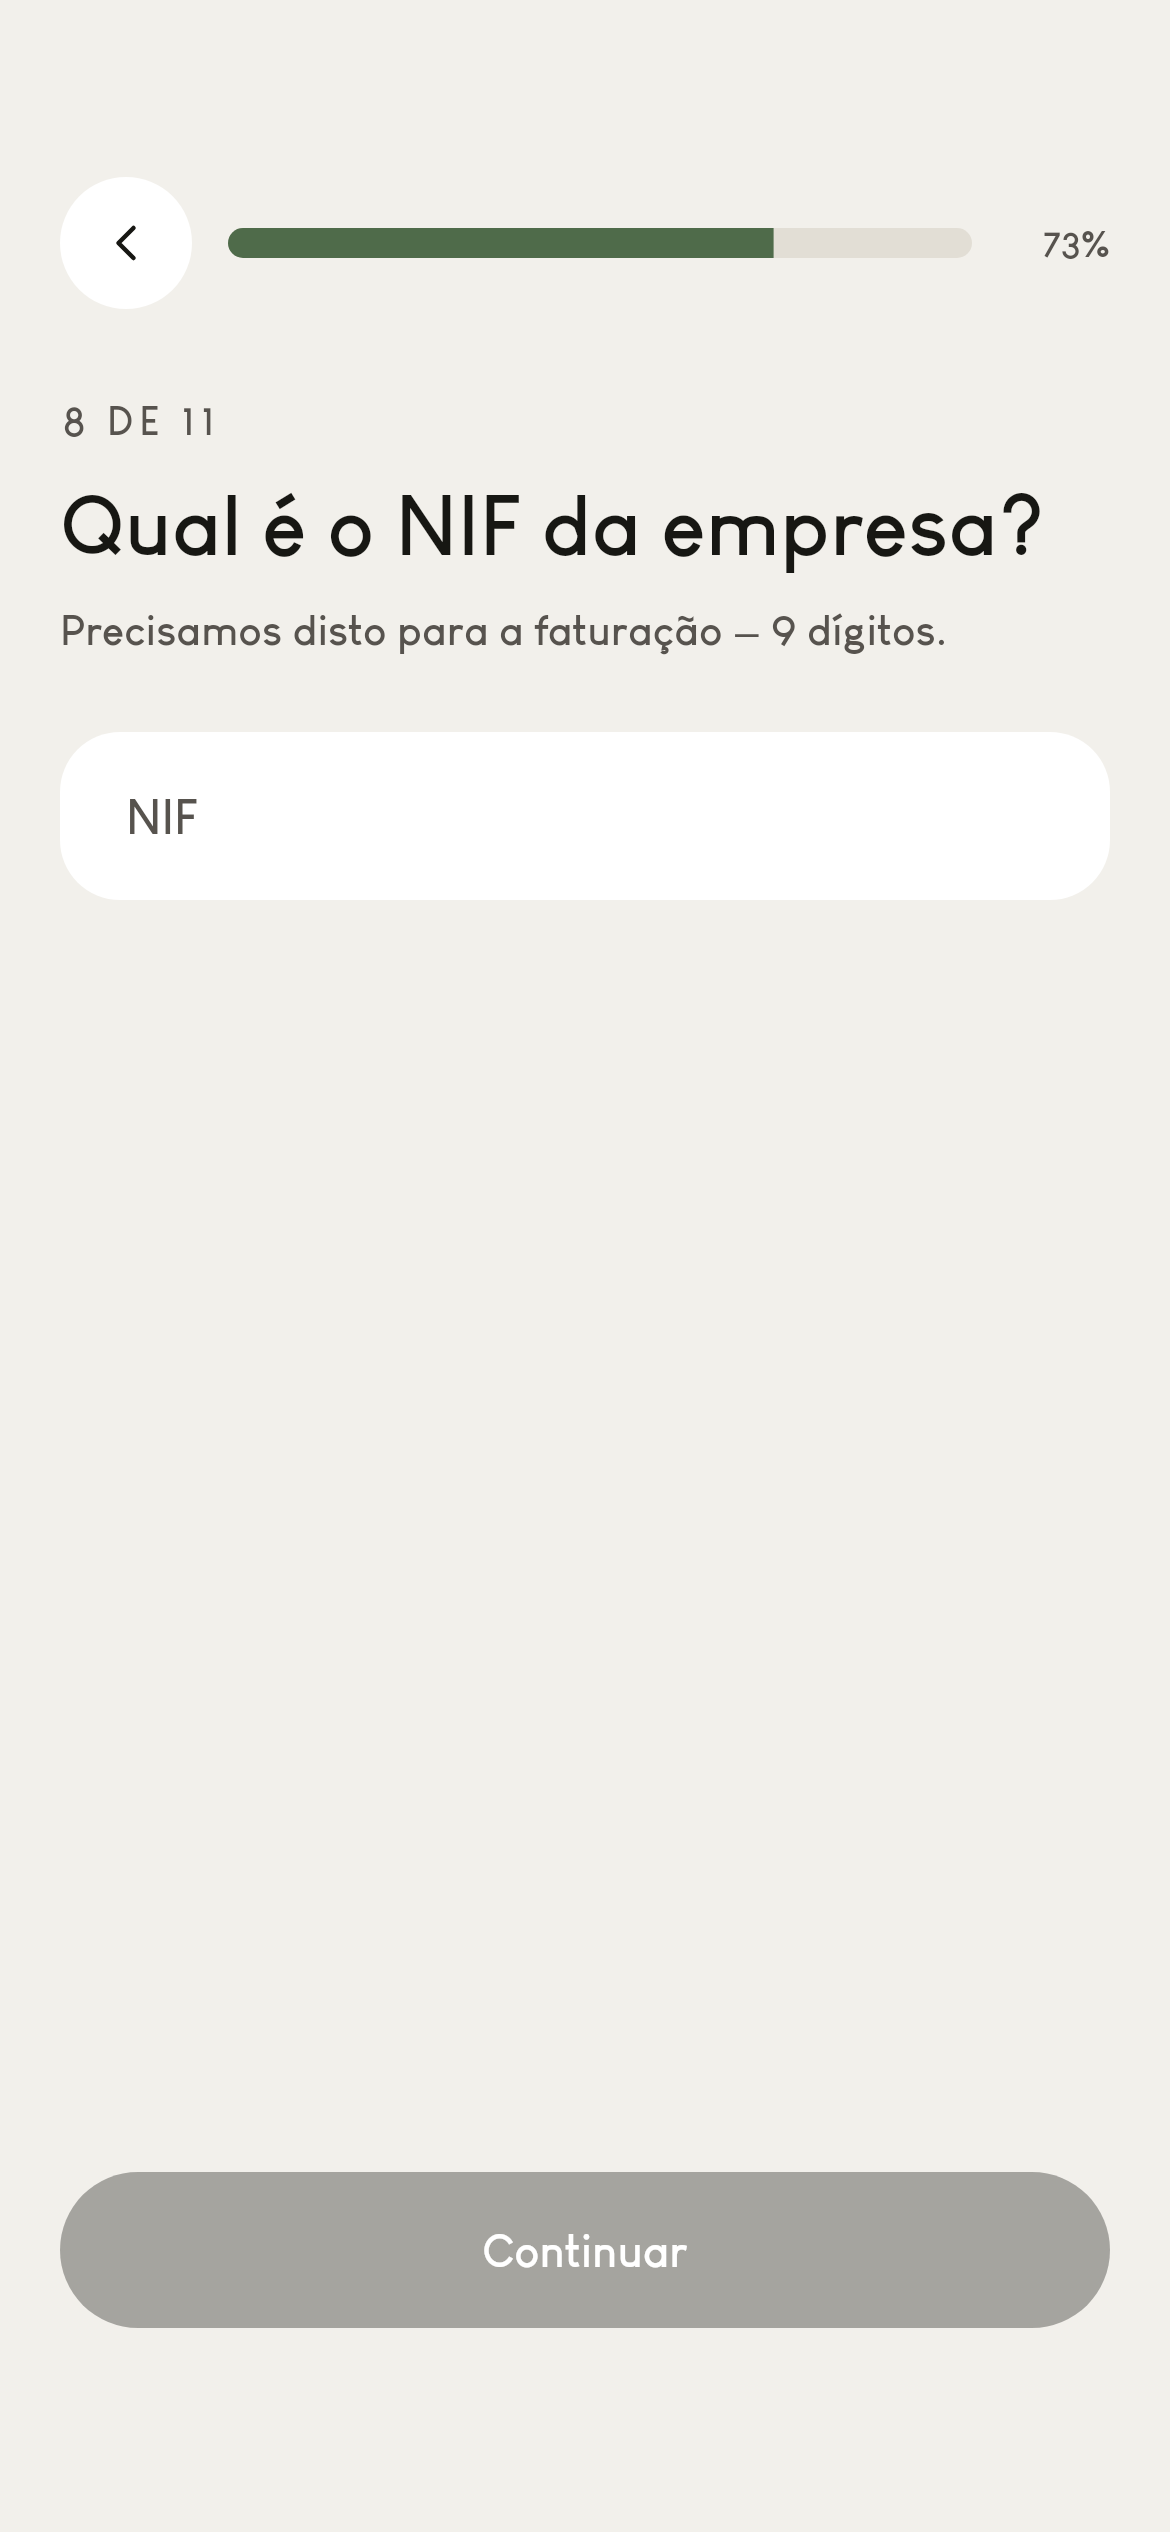 73%
8 DE 11
Qual é o NIF da empresa?
Precisamos disto para a faturação — 9 dígitos.
NIF
Continuar